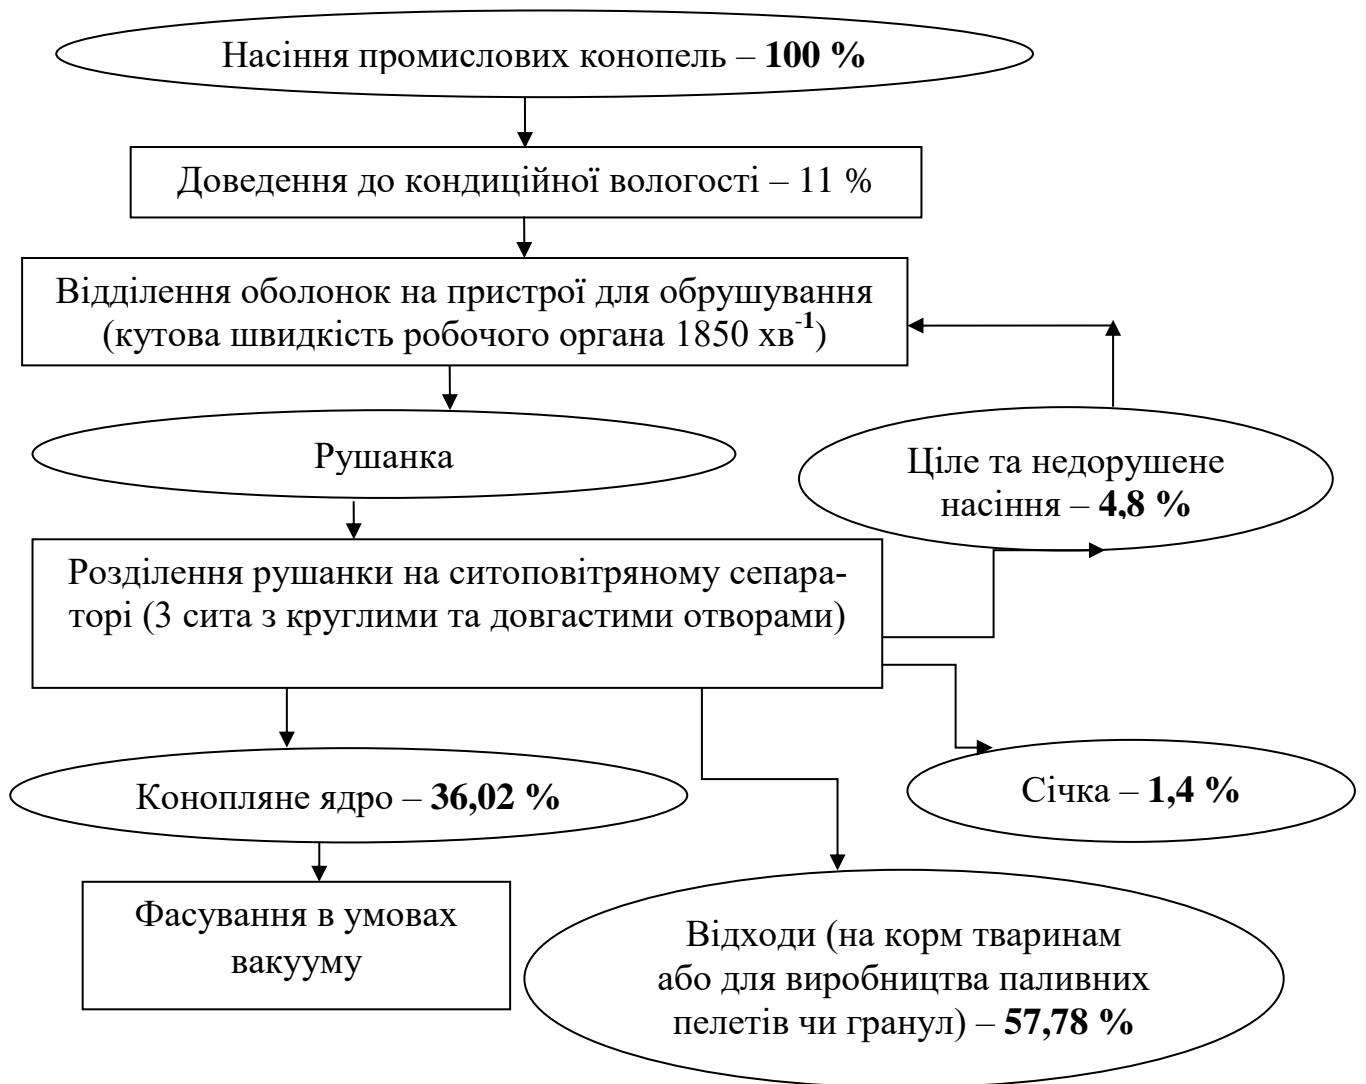 Насіння промислових конопель – 100 %
Доведення до кондиційної вологості – 11 %
Відділення оболонок на пристрої для обрушування
(кутова швидкість робочого органа 1850 хв⁻¹)
Рушанка
Ціле та недорушене
насіння – 4,8 %
Розділення рушанки на ситоповітряному сепара-
торі (3 сита з круглими та довгастими отворами)
Конопляне ядро – 36,02 %
Січка – 1,4 %
Фасування в умовах
вакууму
Відходи (на корм тваринам
або для виробництва паливних
пелетів чи гранул) – 57,78 %